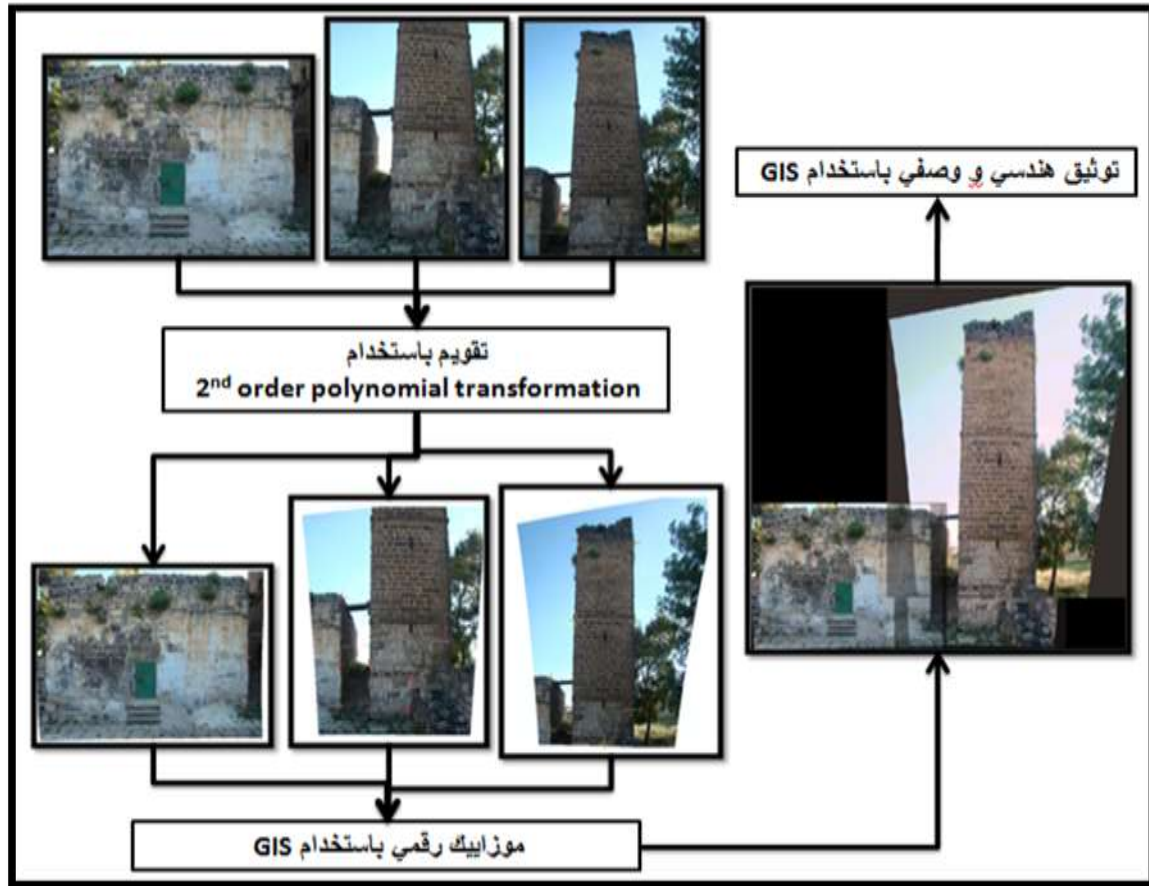 توثيق هندسي و وصفي باستخدام GIS
تقويم باستخدام
2nd order polynomial transformation
موزاييك رقمي باستخدام GIS